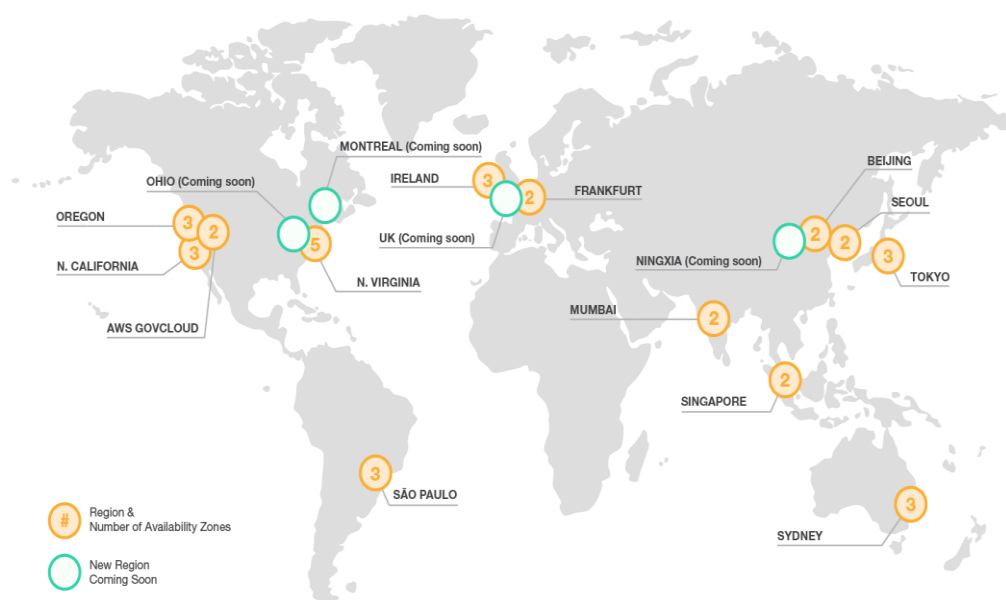 MONTREAL (Coming soon)
OHIO (Coming soon)
IRELAND
3
BEIJING
FRANKFURT
2
OREGON
3
2
SEOUL
UK (Coming soon)
5
2
2
N. CALIFORNIA
3
NINGXIA (Coming soon)
3
TOKYO
N. VIRGINIA
AWS GOVCLOUD
MUMBAI
2
SINGAPORE
2
3
SÃO PAULO
3
SYDNEY
#
Region &
Number of Availability Zones
New Region
Coming Soon